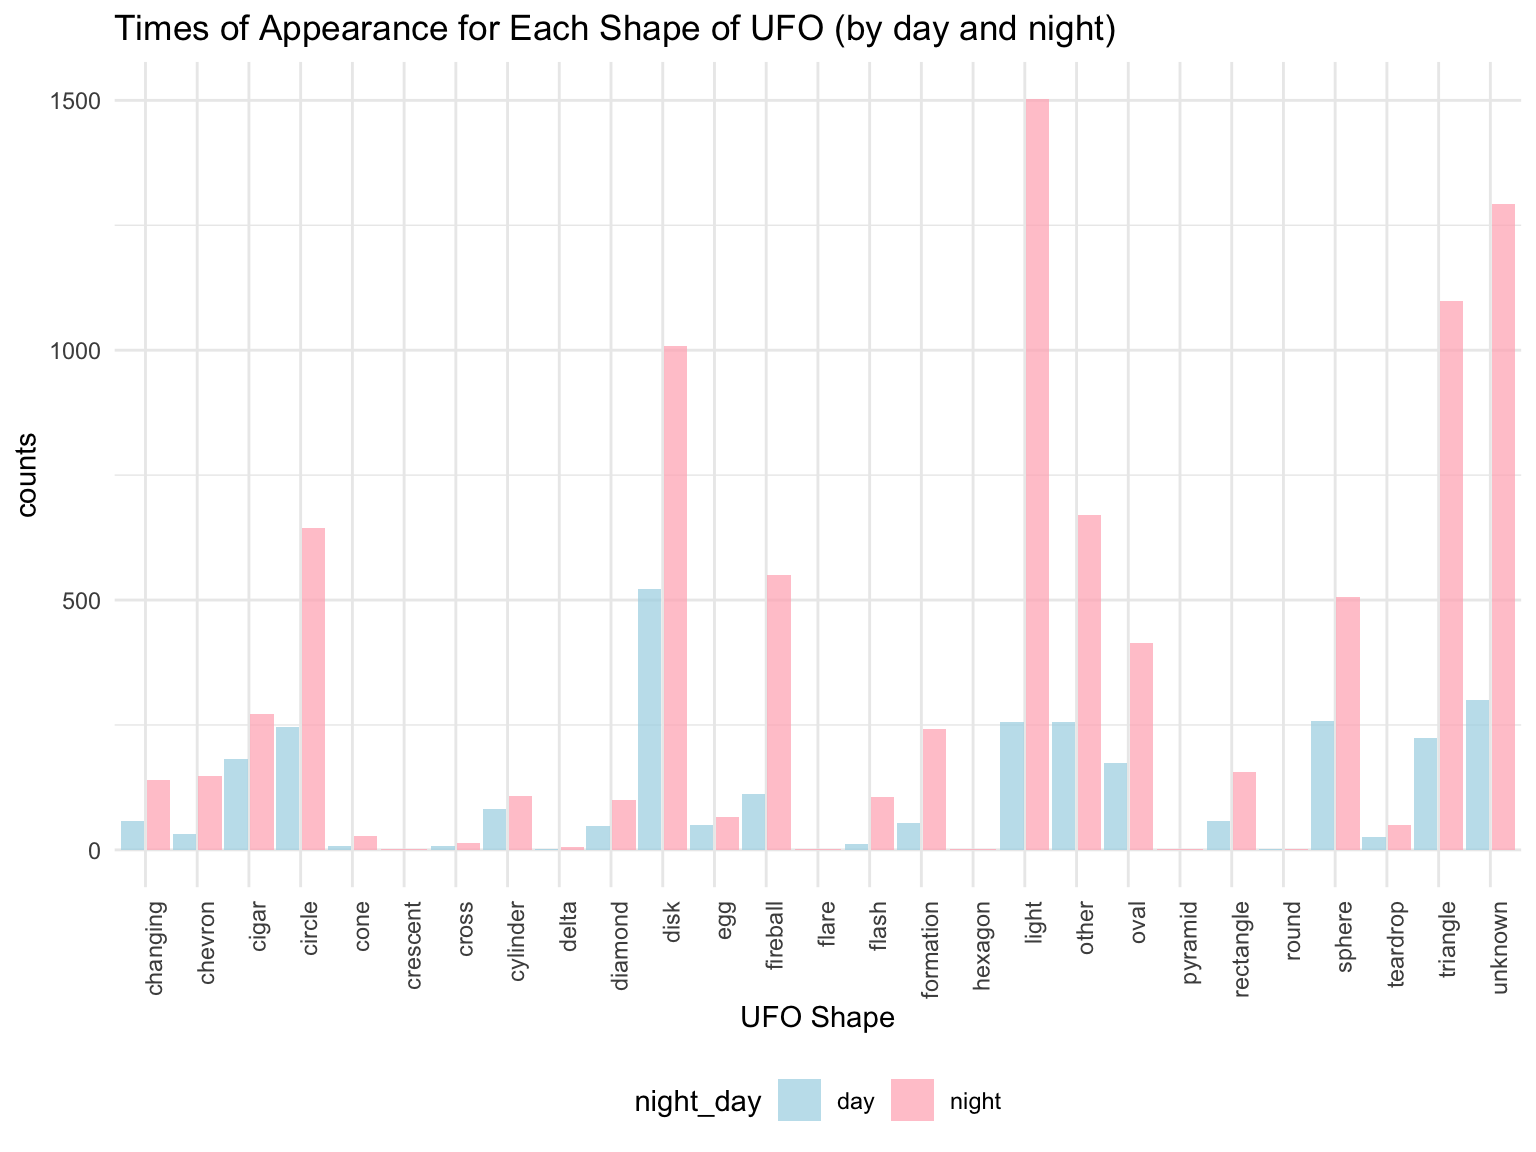 Times of Appearance for Each Shape of UFO (by day and night)
1500
1000
500
0
counts
changing
chevron
cigar
circle
cone
crescent
cross
cylinder
delta
diamond
disk
egg
fireball
flare
flash
formation
hexagon
light
other
oval
pyramid
rectangle
round
sphere
teardrop
triangle
unknown
UFO Shape
night_day day night